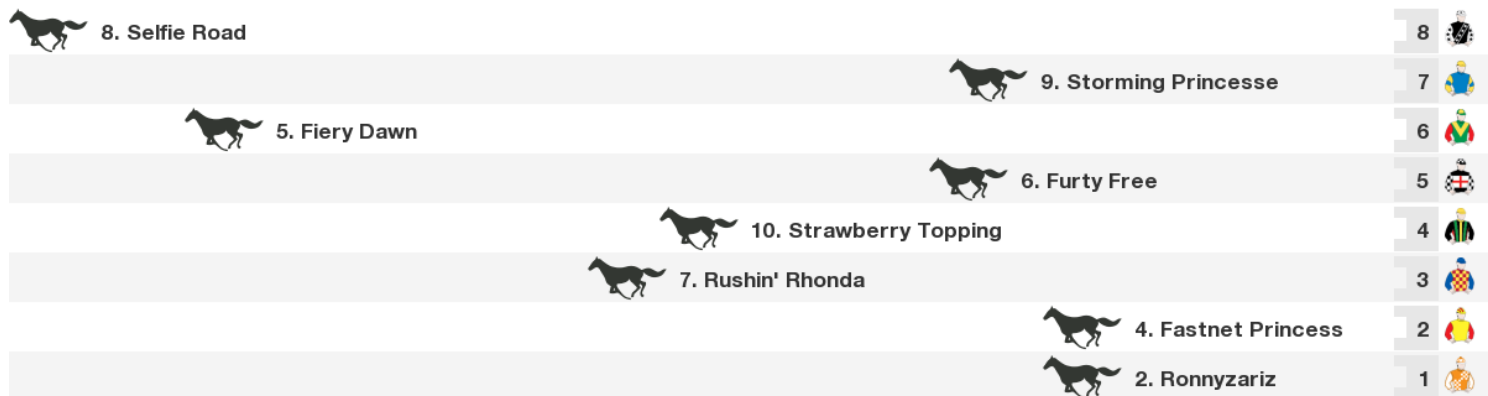 8. Selfie Road 8
9. Storming Princesse 7
5. Fiery Dawn 6
6. Furty Free 5
10. Strawberry Topping 4
7. Rushin' Rhonda 3
4. Fastnet Princess 2
2. Ronnyzariz 1